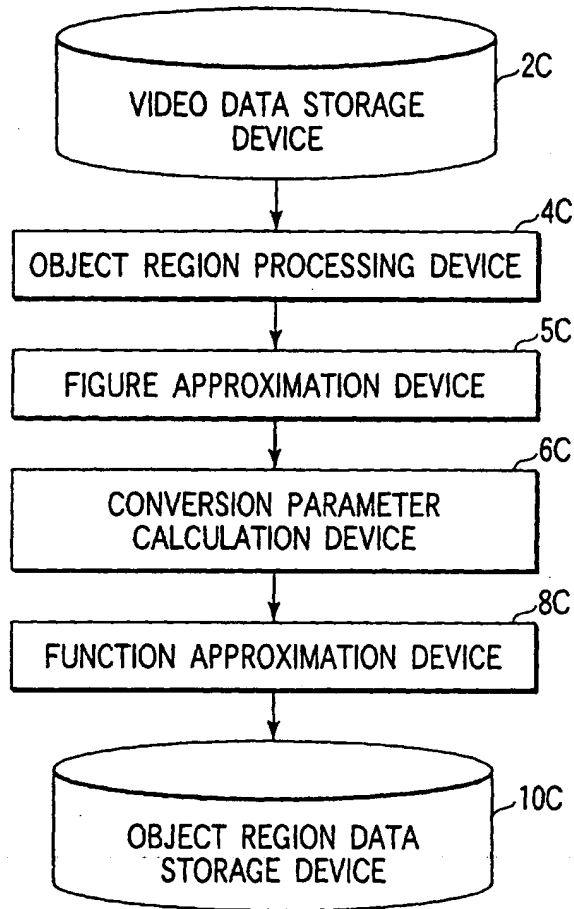 2C
VIDEO DATA STORAGE
DEVICE
4C
OBJECT REGION PROCESSING DEVICE
5C
FIGURE APPROXIMATION DEVICE
6C
CONVERSION PARAMETER
CALCULATION DEVICE
8C
FUNCTION APPROXIMATION DEVICE
10C
OBJECT REGION DATA
STORAGE DEVICE